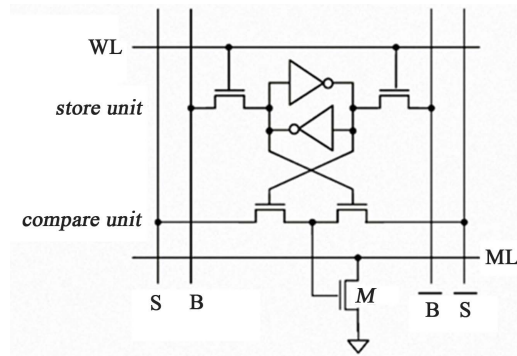 WL
store unit
compare unit
ML
M
S B B̅ S̅